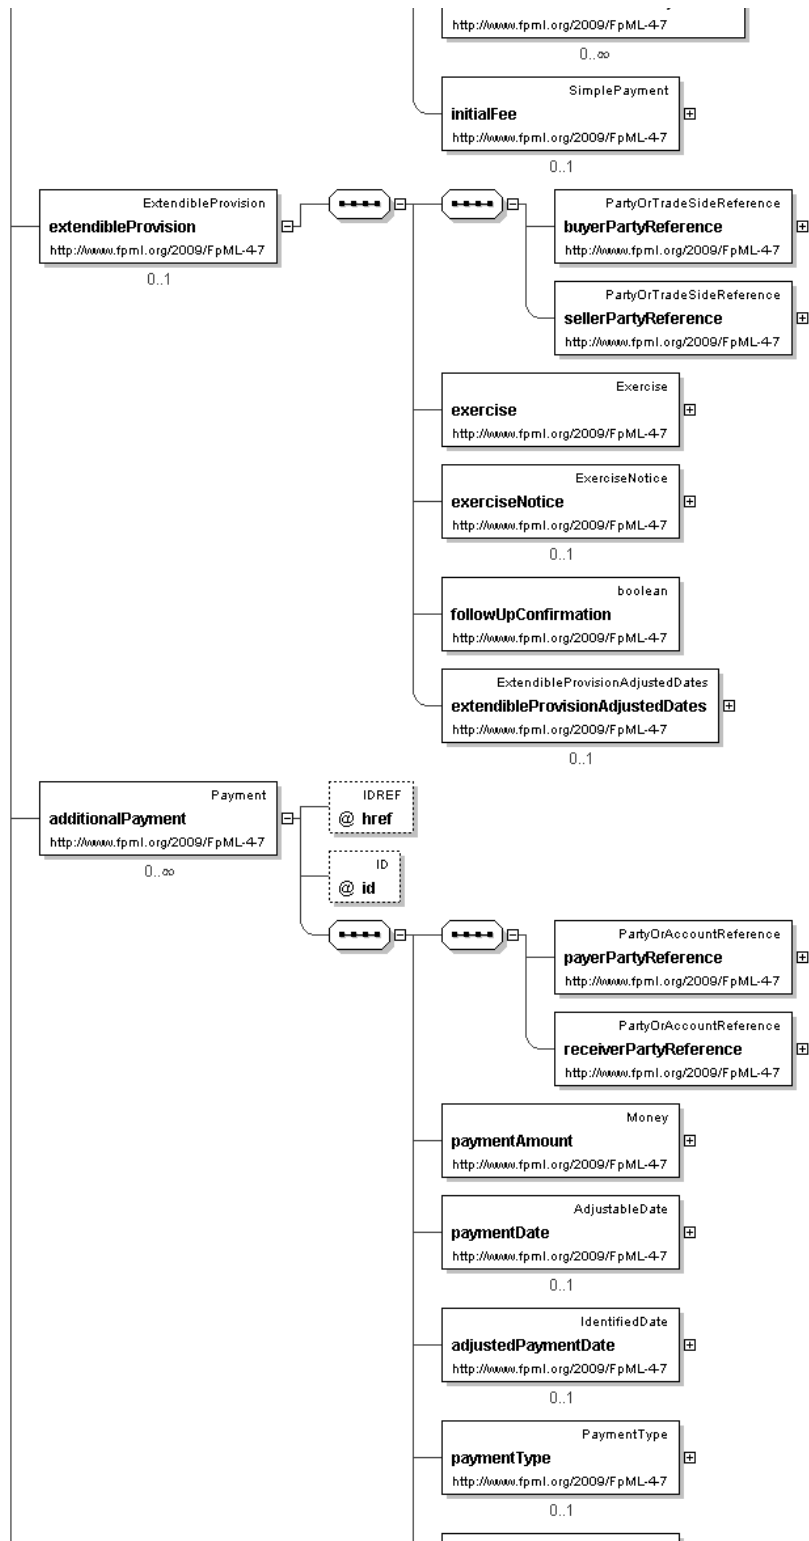 http://www.fpml.org/2009/FpML-4-7
0..∞
SimplePayment
initialFee
http://www.fpml.org/2009/FpML-4-7
0..1
ExtendibleProvision
extendibleProvision
http://www.fpml.org/2009/FpML-4-7
0..1
PartyOrTradeSideReference
buyerPartyReference
http://www.fpml.org/2009/FpML-4-7
PartyOrTradeSideReference
sellerPartyReference
http://www.fpml.org/2009/FpML-4-7
Exercise
exercise
http://www.fpml.org/2009/FpML-4-7
ExerciseNotice
exerciseNotice
http://www.fpml.org/2009/FpML-4-7
0..1
boolean
followUpConfirmation
http://www.fpml.org/2009/FpML-4-7
ExtendibleProvisionAdjustedDates
extendibleProvisionAdjustedDates
http://www.fpml.org/2009/FpML-4-7
0..1
Payment
additionalPayment
http://www.fpml.org/2009/FpML-4-7
0..∞
IDREF
@ href
ID
@ id
PartyOrAccountReference
payerPartyReference
http://www.fpml.org/2009/FpML-4-7
PartyOrAccountReference
receiverPartyReference
http://www.fpml.org/2009/FpML-4-7
Money
paymentAmount
http://www.fpml.org/2009/FpML-4-7
AdjustableDate
paymentDate
http://www.fpml.org/2009/FpML-4-7
0..1
IdentifiedDate
adjustedPaymentDate
http://www.fpml.org/2009/FpML-4-7
0..1
PaymentType
paymentType
http://www.fpml.org/2009/FpML-4-7
0..1